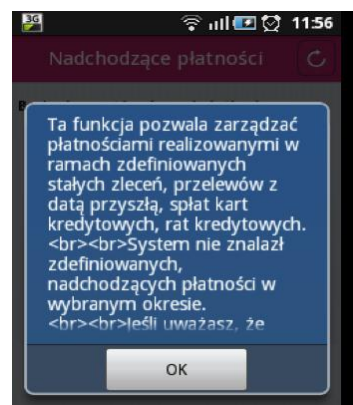 3G
11:56
Nadchodzące płatności
Ta funkcja pozwala zarządzać
płatnościami realizowanymi w
ramach zdefiniowanych
stałych zleceń, przelewów z
datą przyszłą, spłat kart
kredytowych, rat kredytowych.
<br><br>System nie znalazł
zdefiniowanych,
nadchodzących płatności w
wybranym okresie.
<br><br>Jeśli uważasz, że
OK